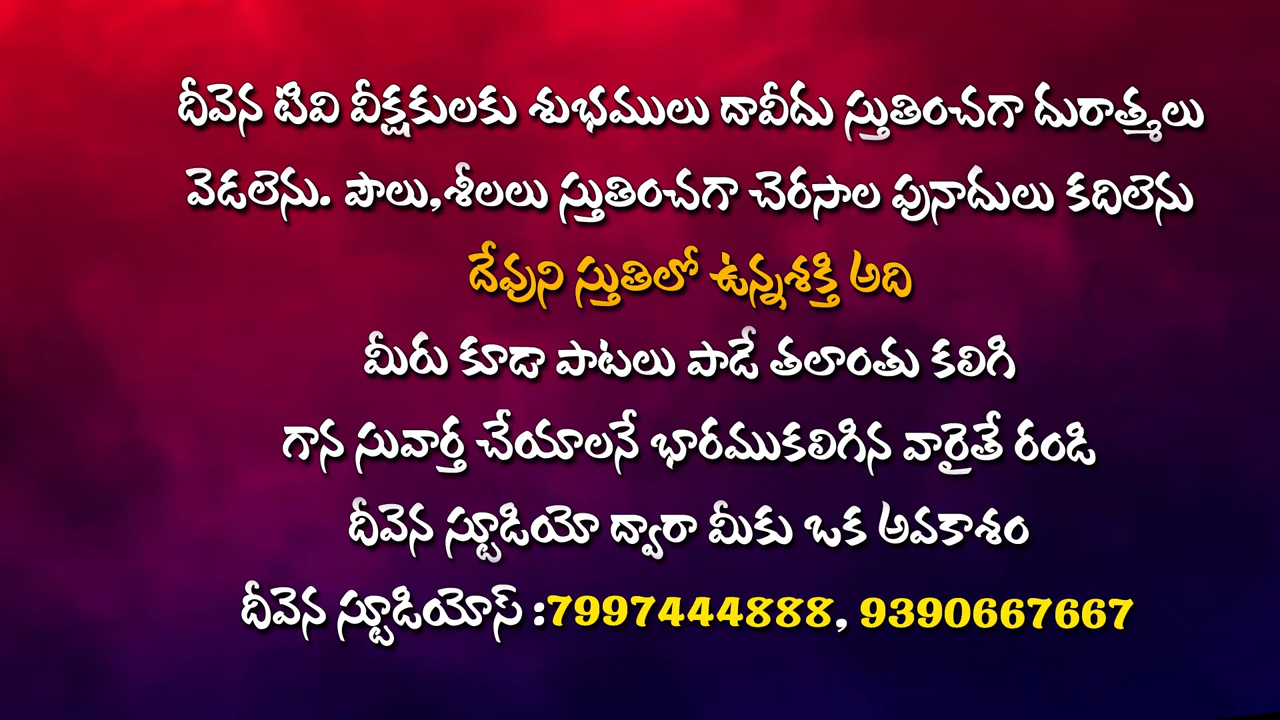 దీవెన టివి వీక్షకులకు శుభములు దావీదు స్తుతించగా దురాత్మలు
వెడలెను. పౌలు,శీలలు స్తుతించగా చెరసాల పునాదులు కదిలెను
దేవుని స్తుతిలో ఉన్నశక్తి అది
మీరు కూడా పాటలు పాడే తలాంతు కలిగి
గాన సువార్త చేయాలనే భారముకలిగిన వారైతే రండి
దీవెన స్టూడియో ద్వారా మీకు ఒక అవకాశం
దీవెన స్టూడియోస్ :7997444888, 9390667667